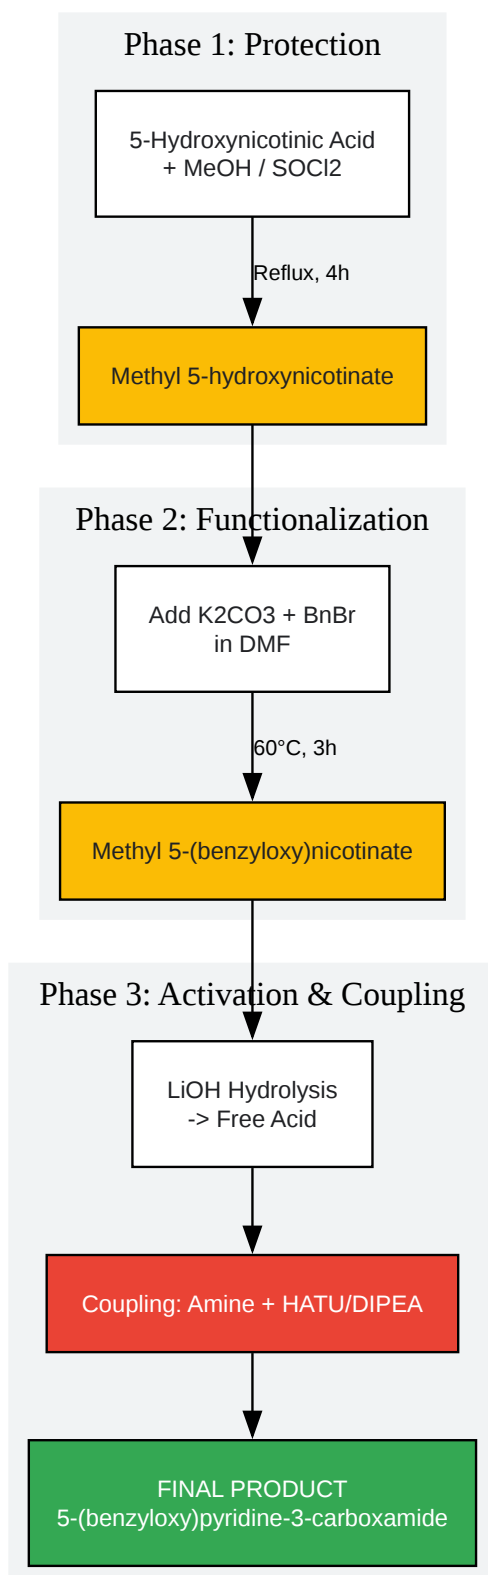 Phase 1: Protection
5-Hydroxynicotinic Acid
+ MeOH / SOCl2
Reflux, 4h
Methyl 5-hydroxynicotinate
Phase 2: Functionalization
Add K2CO3 + BnBr
in DMF
60°C, 3h
Methyl 5-(benzyloxy)nicotinate
Phase 3: Activation & Coupling
LiOH Hydrolysis
-> Free Acid
Coupling: Amine + HATU/DIPEA
FINAL PRODUCT
5-(benzyloxy)pyridine-3-carboxamide